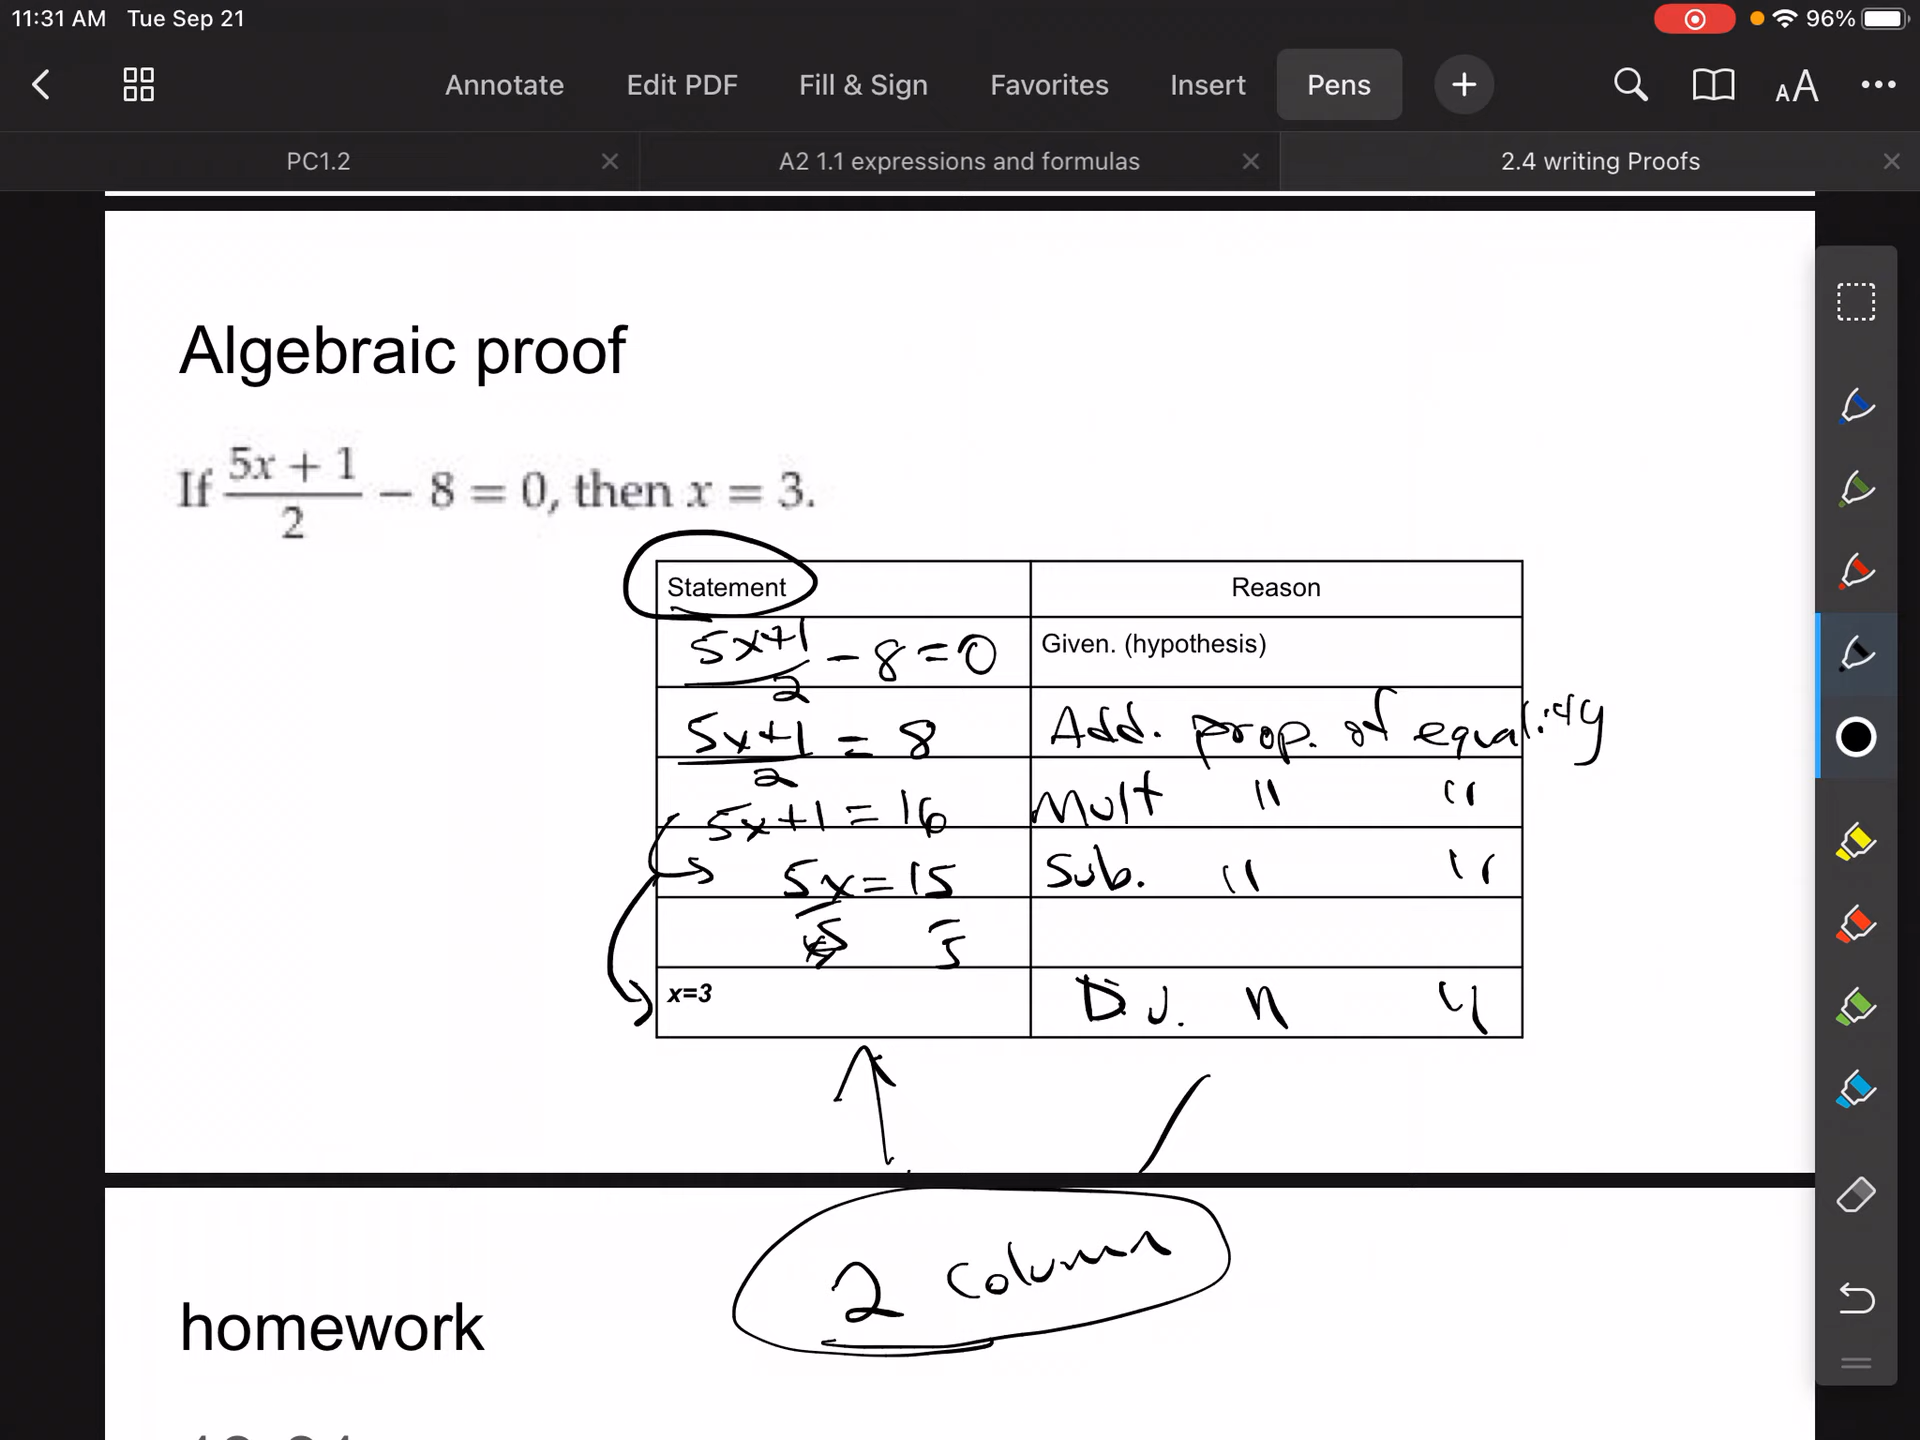 11:31 AM Tue Sep 21 96%
Annotate Edit PDF Fill & Sign Favorites Insert Pens
PC1.2 A2 1.1 expressions and formulas 2.4 writing Proofs
Algebraic proof
If (5x + 1)/2 − 8 = 0, then x = 3.
Statement Reason
(5x+1)/2 − 8 = 0 Given. (hypothesis)
(5x+1)/2 = 8 Add. prop. of equality
5x+1 = 16 Mult " "
5x = 15 Sub. " "
5 5
x=3 Div. " "
2 column
homework